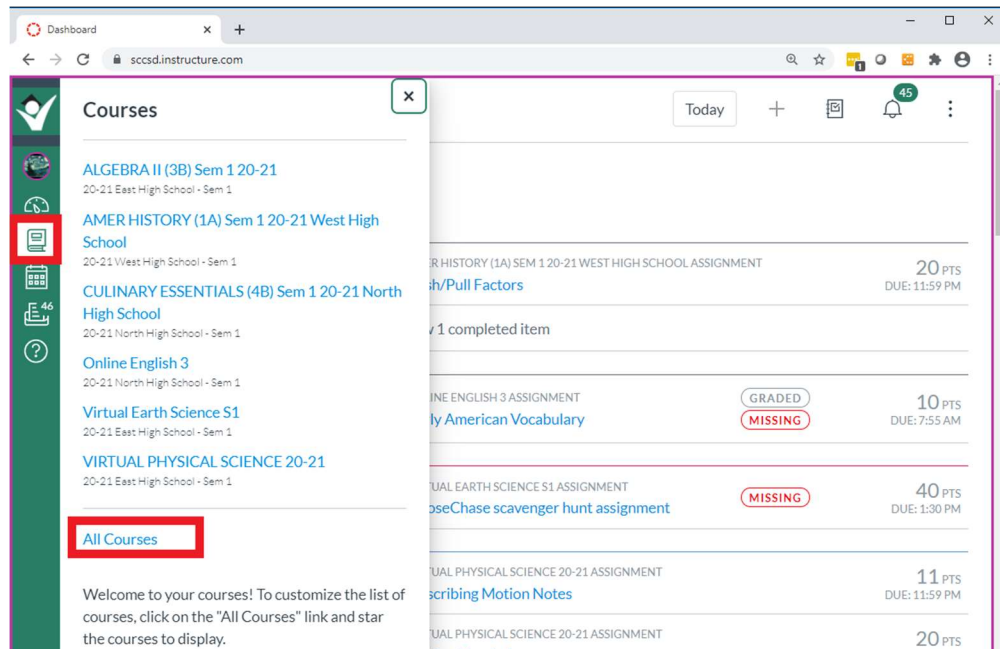 Dashboard
sccsd.instructure.com
1
Courses
Today
45
ALGEBRA II (3B) Sem 1 20-21
20-21 East High School - Sem 1
AMER HISTORY (1A) Sem 1 20-21 West High
School
20-21 West High School - Sem 1
CULINARY ESSENTIALS (4B) Sem 1 20-21 North
High School
20-21 North High School - Sem 1
Online English 3
20-21 North High School - Sem 1
Virtual Earth Science S1
20-21 East High School - Sem 1
VIRTUAL PHYSICAL SCIENCE 20-21
20-21 East High School - Sem 1
All Courses
Welcome to your courses! To customize the list of
courses, click on the "All Courses" link and star
the courses to display.
46
ER HISTORY (1A) SEM 1 20-21 WEST HIGH SCHOOL ASSIGNMENT
sh/Pull Factors
20 PTS
DUE: 11:59 PM
w 1 completed item
INE ENGLISH 3 ASSIGNMENT
ly American Vocabulary
GRADED
MISSING
10 PTS
DUE: 7:55 AM
UAL EARTH SCIENCE S1 ASSIGNMENT
oseChase scavenger hunt assignment
MISSING
40 PTS
DUE: 1:30 PM
UAL PHYSICAL SCIENCE 20-21 ASSIGNMENT
scribing Motion Notes
11 PTS
DUE: 11:59 PM
UAL PHYSICAL SCIENCE 20-21 ASSIGNMENT
20 PTS